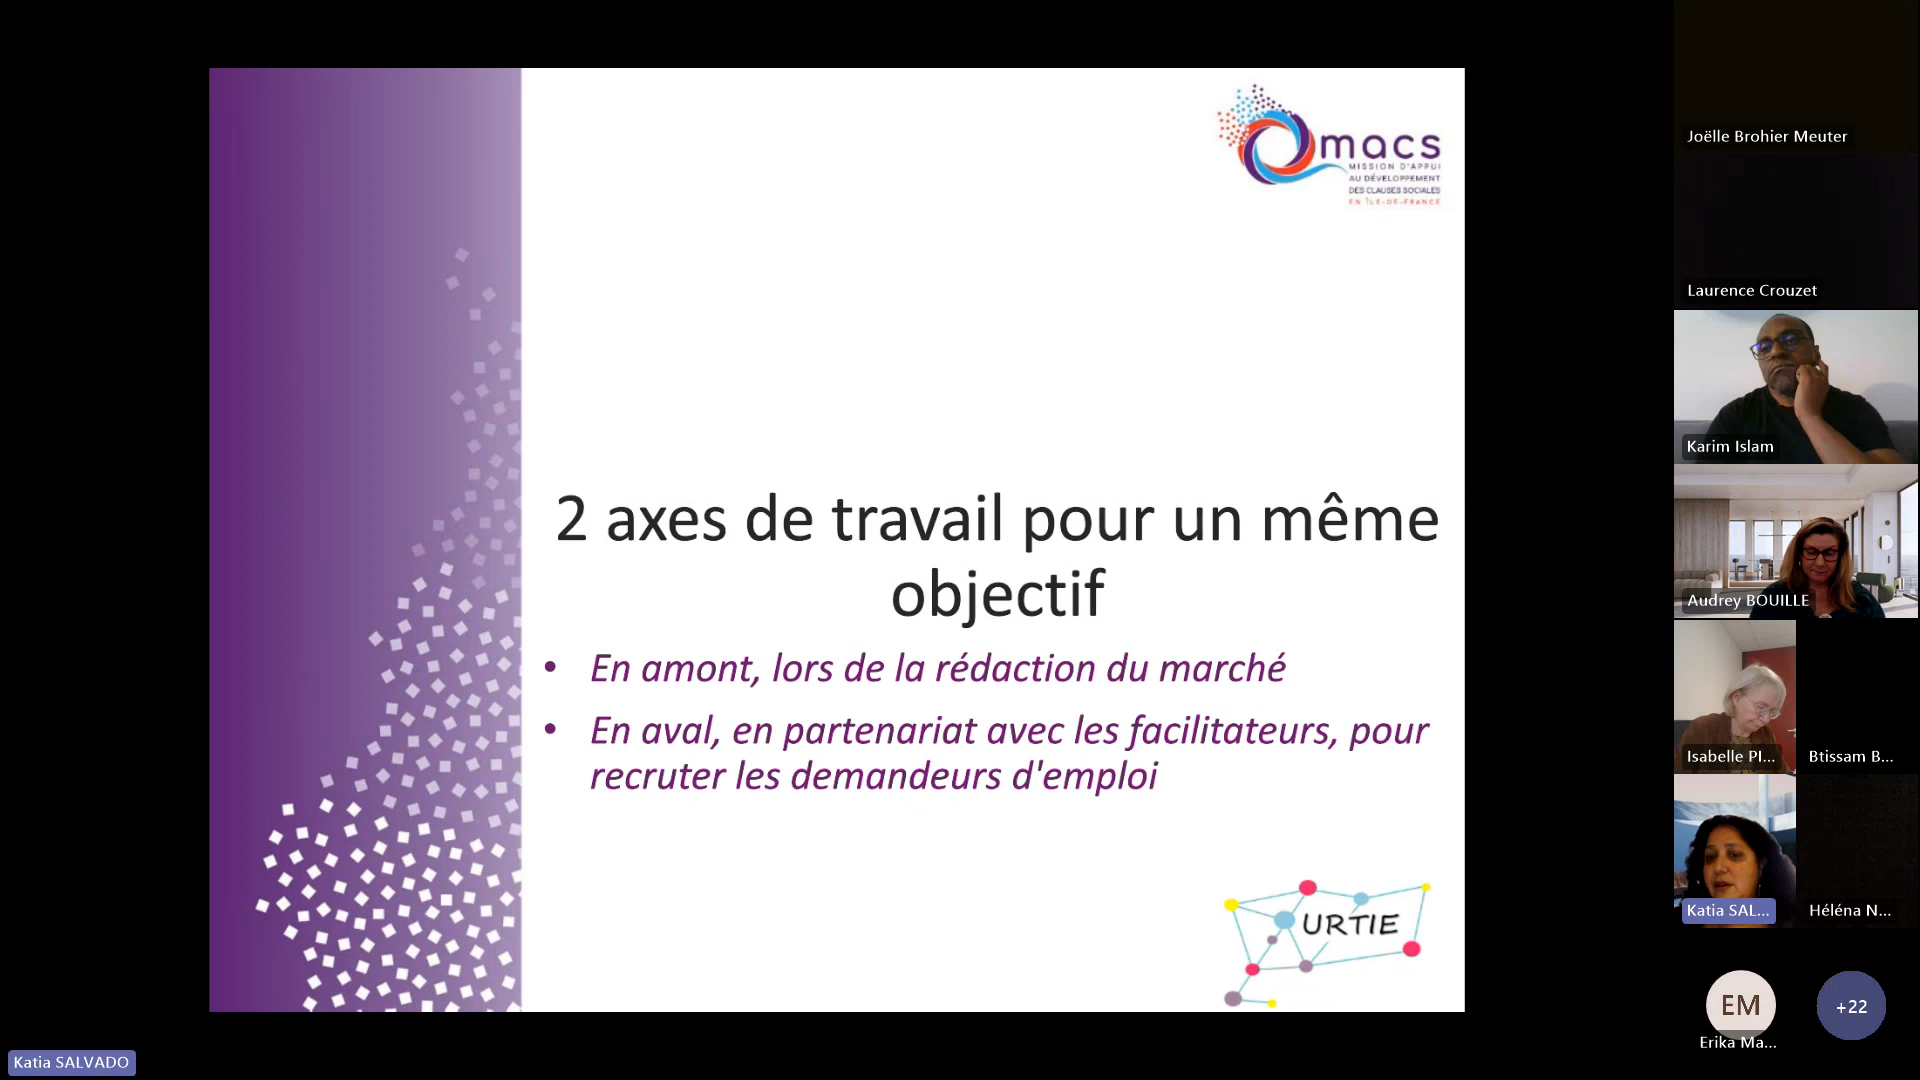 macs
MISSION D'APPUI
AU DÉVELOPPEMENT
DES CLAUSES SOCIALES
EN ÎLE-DE-FRANCE
2 axes de travail pour un même
objectif
• En amont, lors de la rédaction du marché
• En aval, en partenariat avec les facilitateurs, pour
recruter les demandeurs d'emploi
URTIE
Joëlle Brohier Meuter
Laurence Crouzet
Karim Islam
Audrey BOUILLE
Isabelle PI...
Btissam B...
Katia SAL...
Héléna N...
EM
+22
Erika Ma...
Katia SALVADO